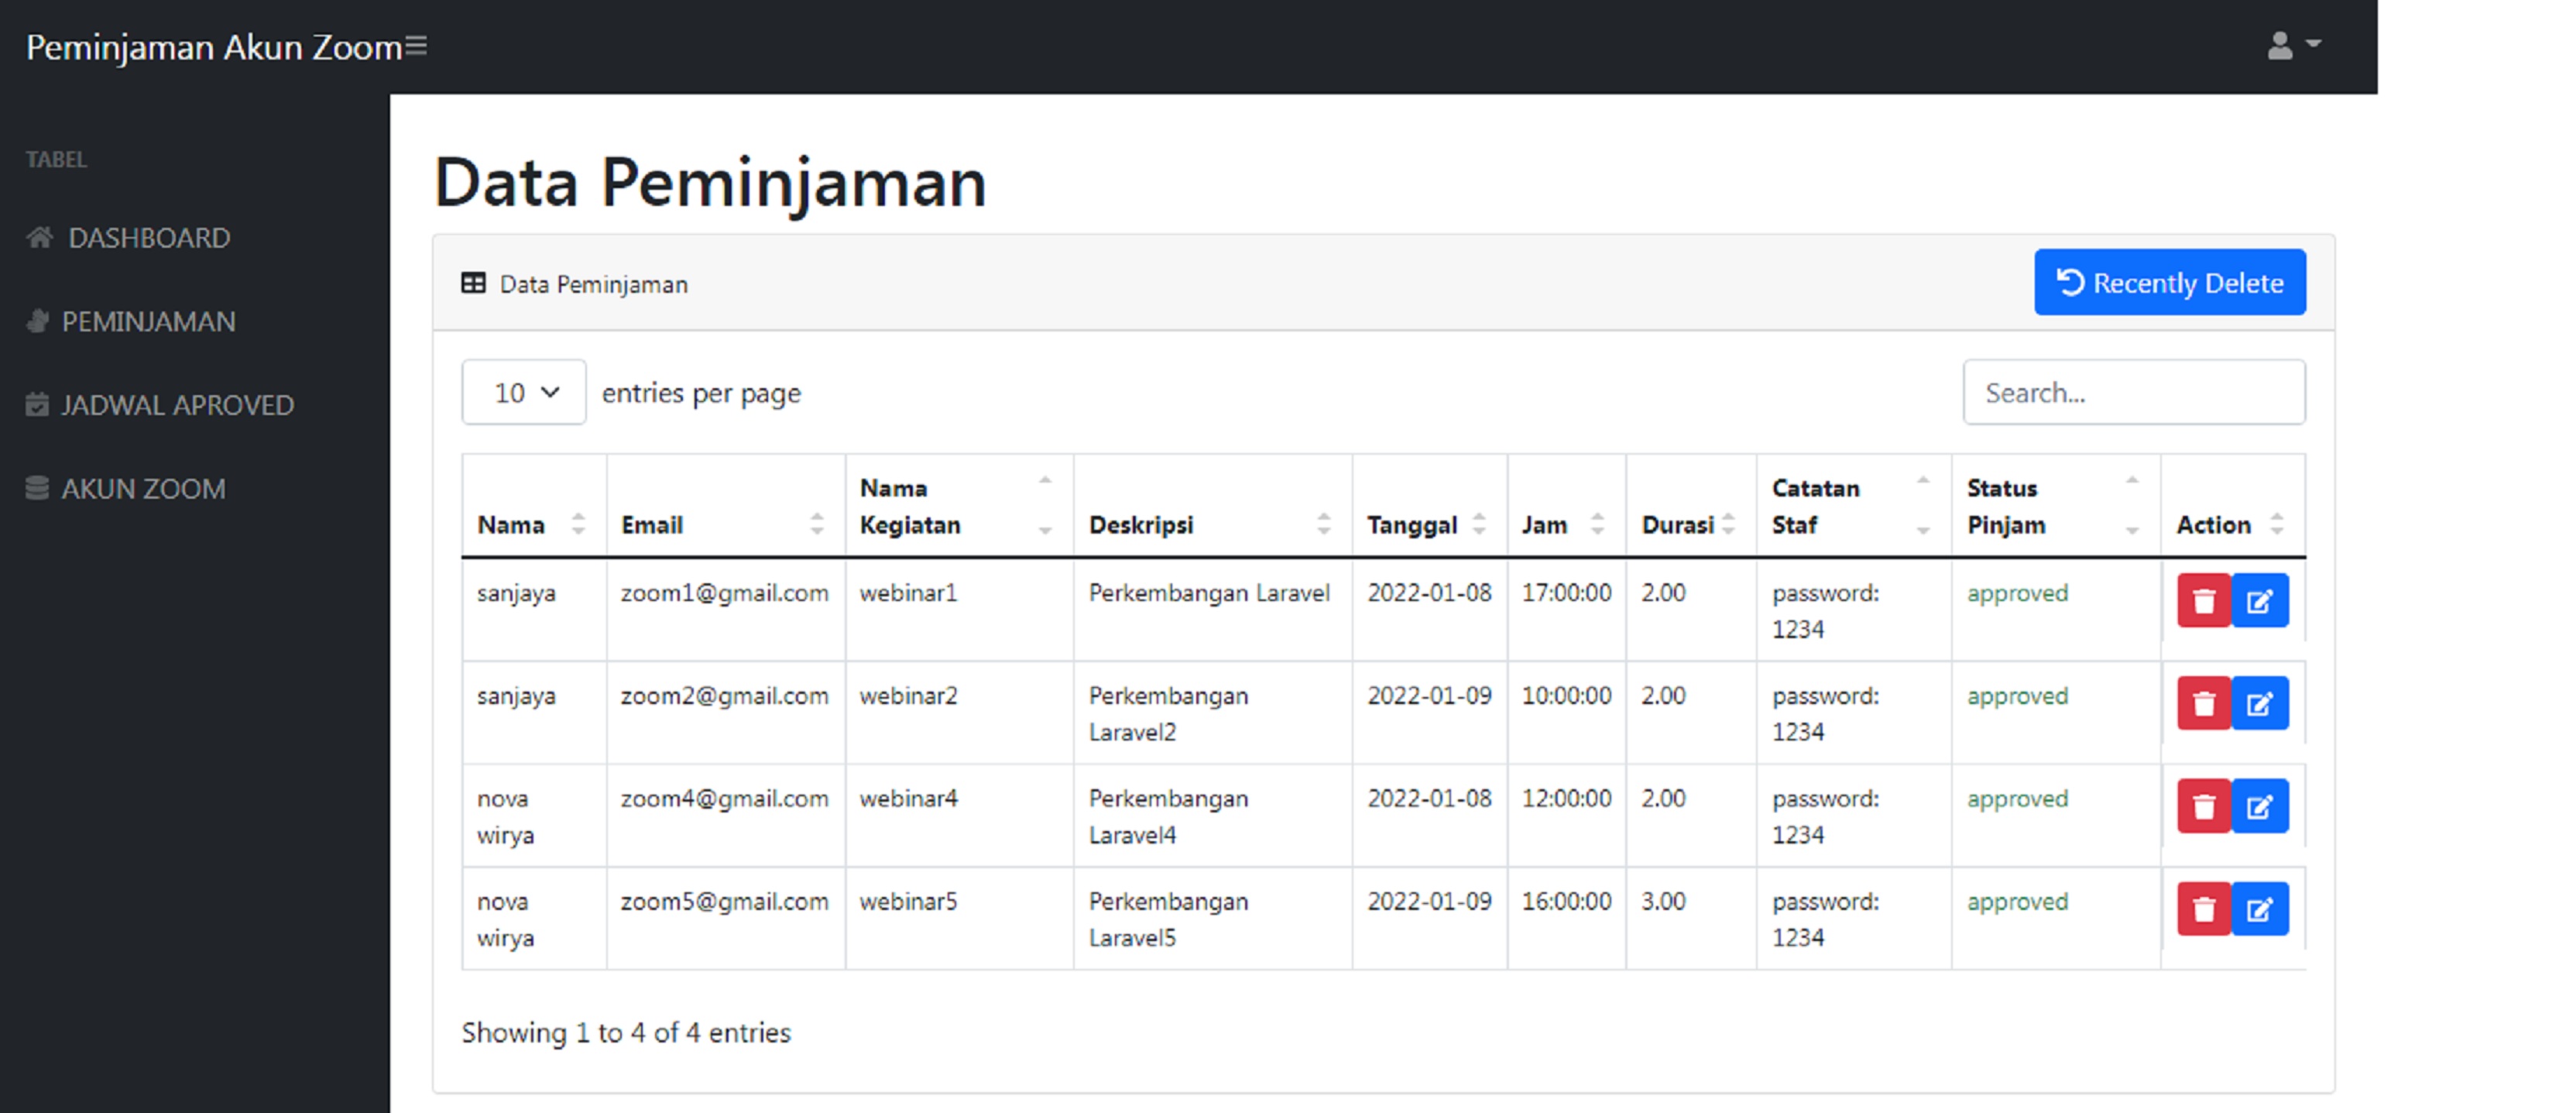 Peminjaman Akun Zoom
TABEL
DASHBOARD
PEMINJAMAN
JADWAL APROVED
AKUN ZOOM
Data Peminjaman
Data Peminjaman
Recently Delete
10 entries per page
Search...
Nama Email Nama Kegiatan Deskripsi Tanggal Jam Durasi Catatan Staf Status Pinjam Action
sanjaya zoom1@gmail.com webinar1 Perkembangan Laravel 2022-01-08 17:00:00 2.00 password: 1234 approved
sanjaya zoom2@gmail.com webinar2 Perkembangan Laravel2 2022-01-09 10:00:00 2.00 password: 1234 approved
nova wirya zoom4@gmail.com webinar4 Perkembangan Laravel4 2022-01-08 12:00:00 2.00 password: 1234 approved
nova wirya zoom5@gmail.com webinar5 Perkembangan Laravel5 2022-01-09 16:00:00 3.00 password: 1234 approved
Showing 1 to 4 of 4 entries